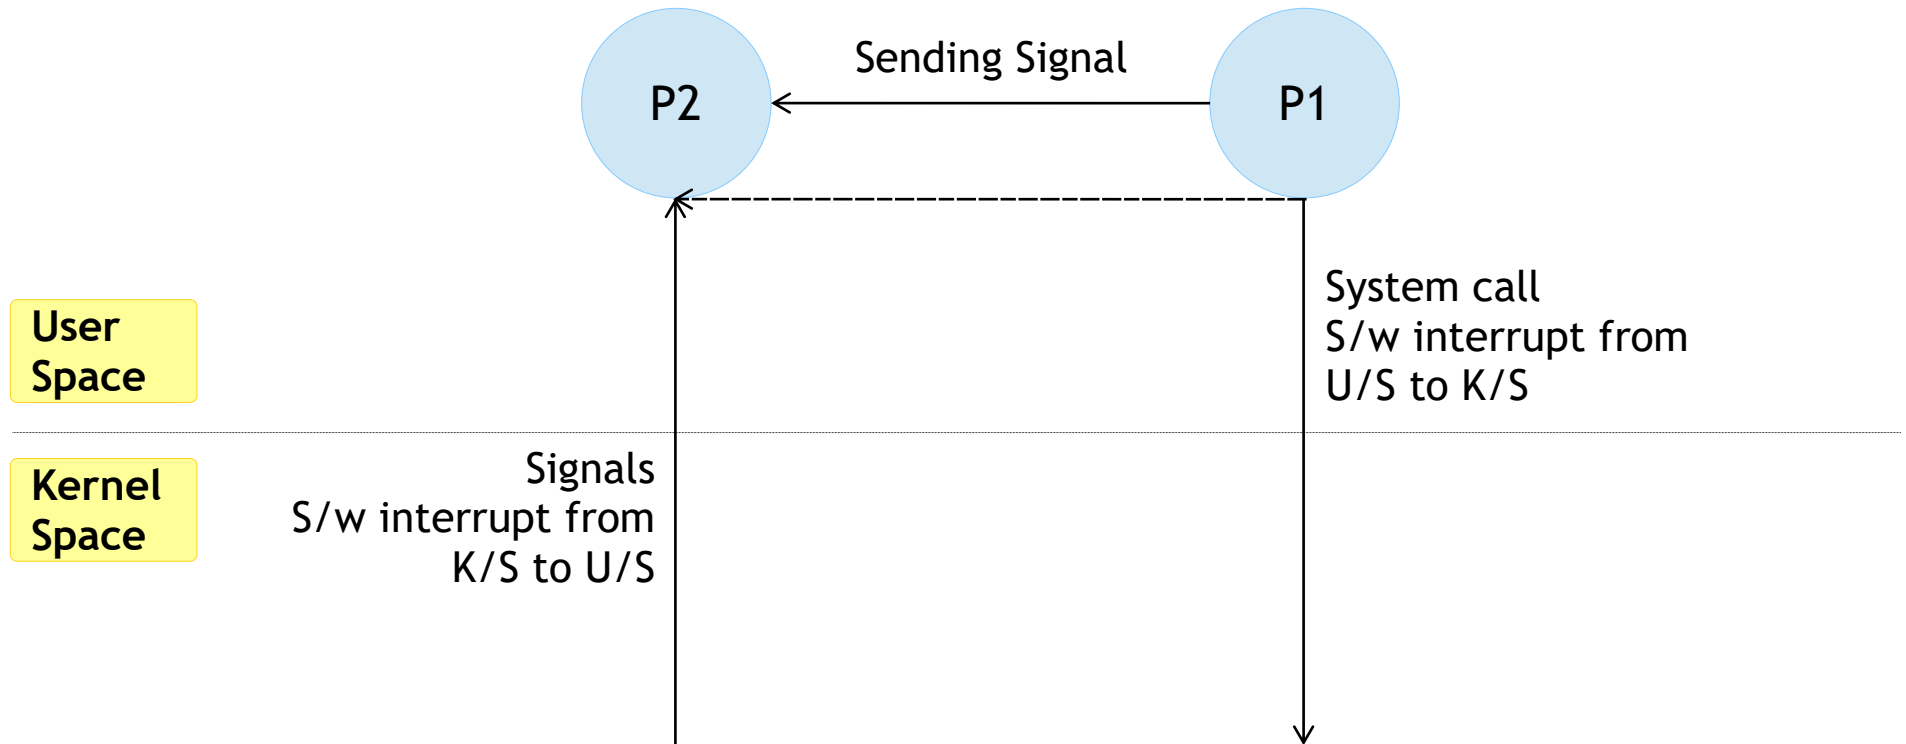 Sending Signal
P2
P1
System call
S/w interrupt from
U/S to K/S
User
Space
Signals
S/w interrupt from
K/S to U/S
Kernel
Space